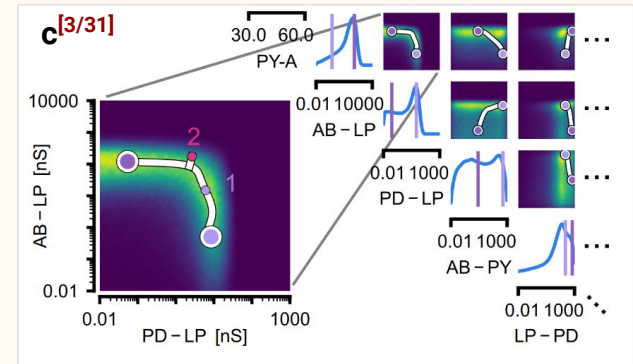 c[3/31]
30.0 60.0
PY-A
0.01 10000
AB – LP
0.01 1000
PD – LP
0.01 1000
AB – PY
0.01 1000
LP – PD
10000
AB – LP [nS]
0.01
2
1
0.01
1000
PD – LP [nS]